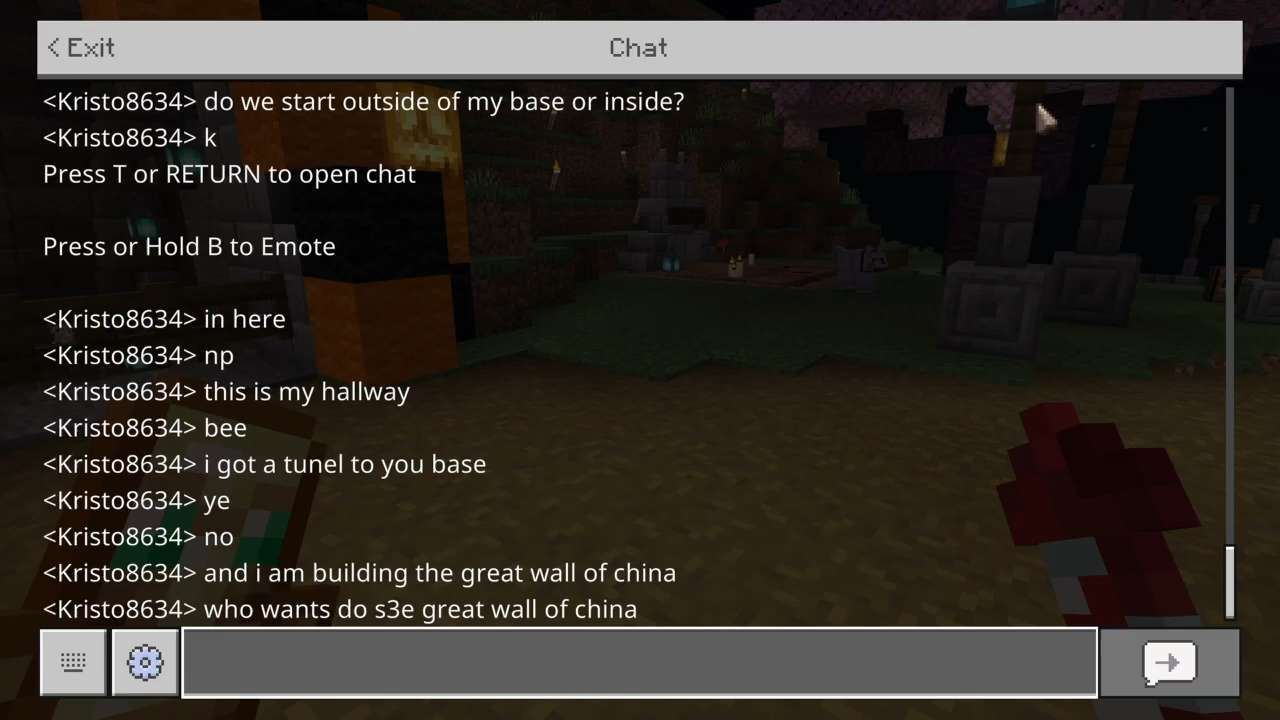 < Exit
Chat
<Kristo8634> do we start outside of my base or inside?
<Kristo8634> k
Press T or RETURN to open chat
Press or Hold B to Emote
<Kristo8634> in here
<Kristo8634> np
<Kristo8634> this is my hallway
<Kristo8634> bee
<Kristo8634> i got a tunel to you base
<Kristo8634> ye
<Kristo8634> no
<Kristo8634> and i am building the great wall of china
<Kristo8634> who wants do s3e great wall of china